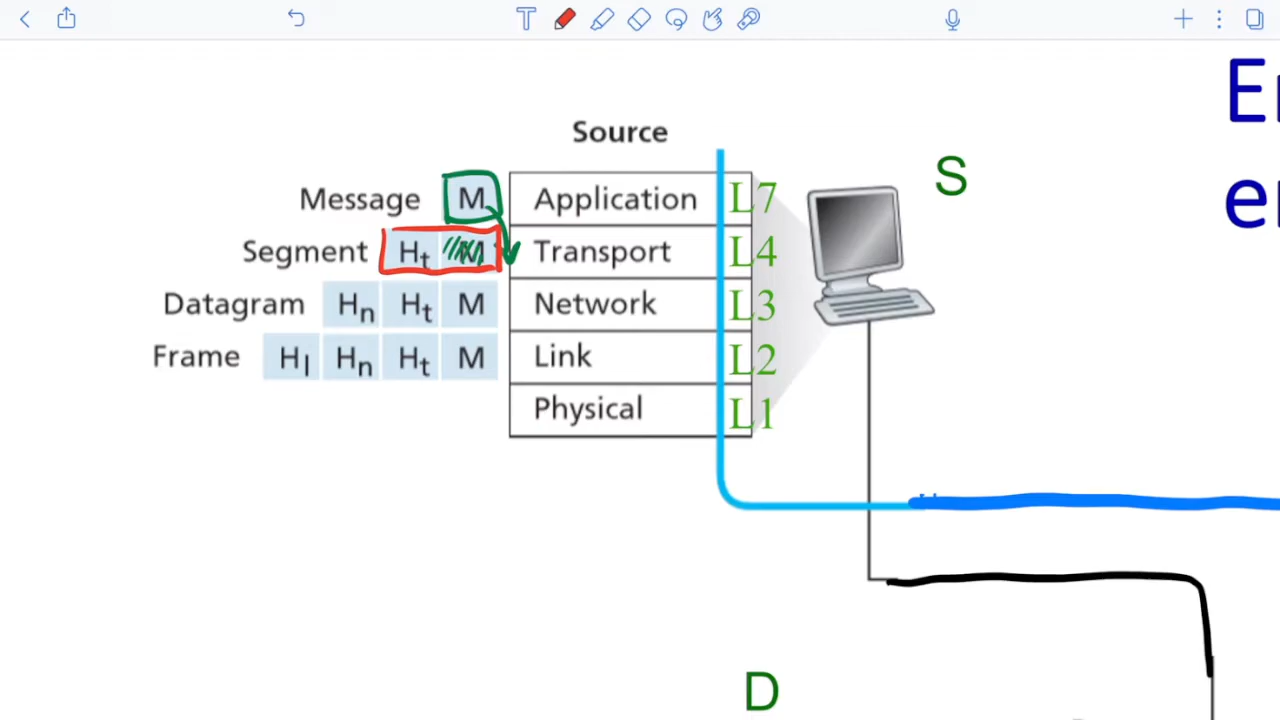 Source
Message M Application L7 S
Segment Ht M Transport L4
Datagram Hn Ht M Network L3
Frame Hl Hn Ht M Link L2
Physical L1
D